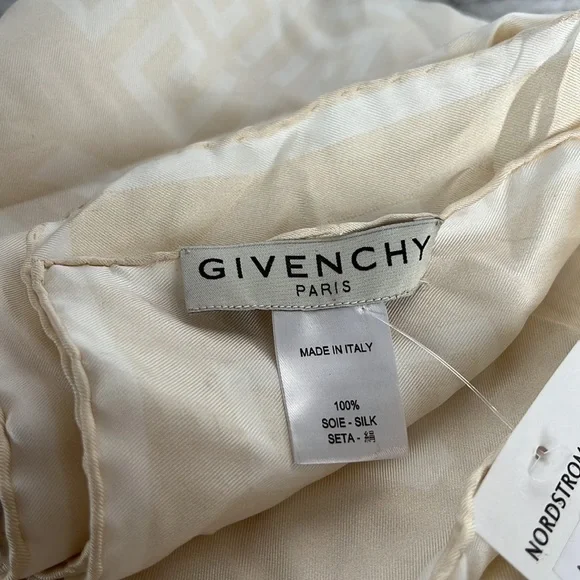 GIVENCHY
PARIS
MADE IN ITALY
100%
SOIE - SILK
SETA - 絹
NORDSTROM